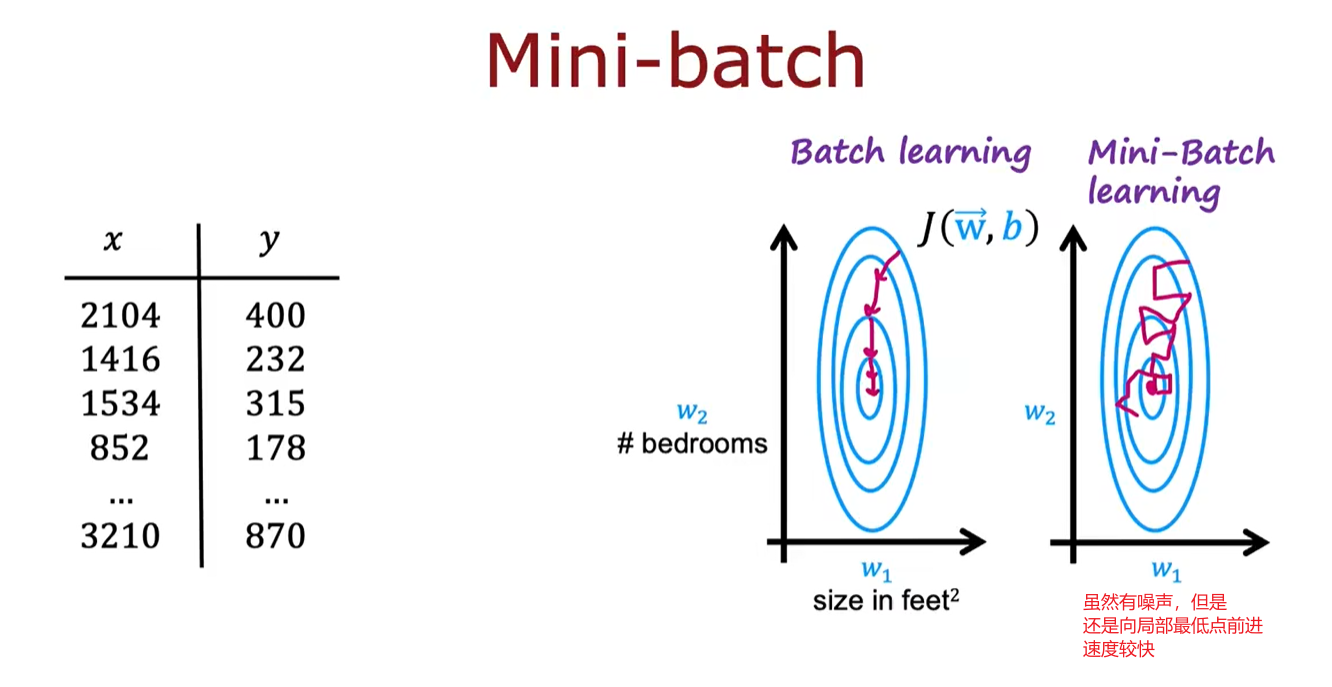 Mini-batch
x y
2104 400
1416 232
1534 315
852 178
... ...
3210 870
Batch learning
J(w⃗, b)
w₂
# bedrooms
w₁
size in feet²
Mini-Batch
learning
w₂
w₁
虽然有噪声，但是
还是向局部最低点前进
速度较快